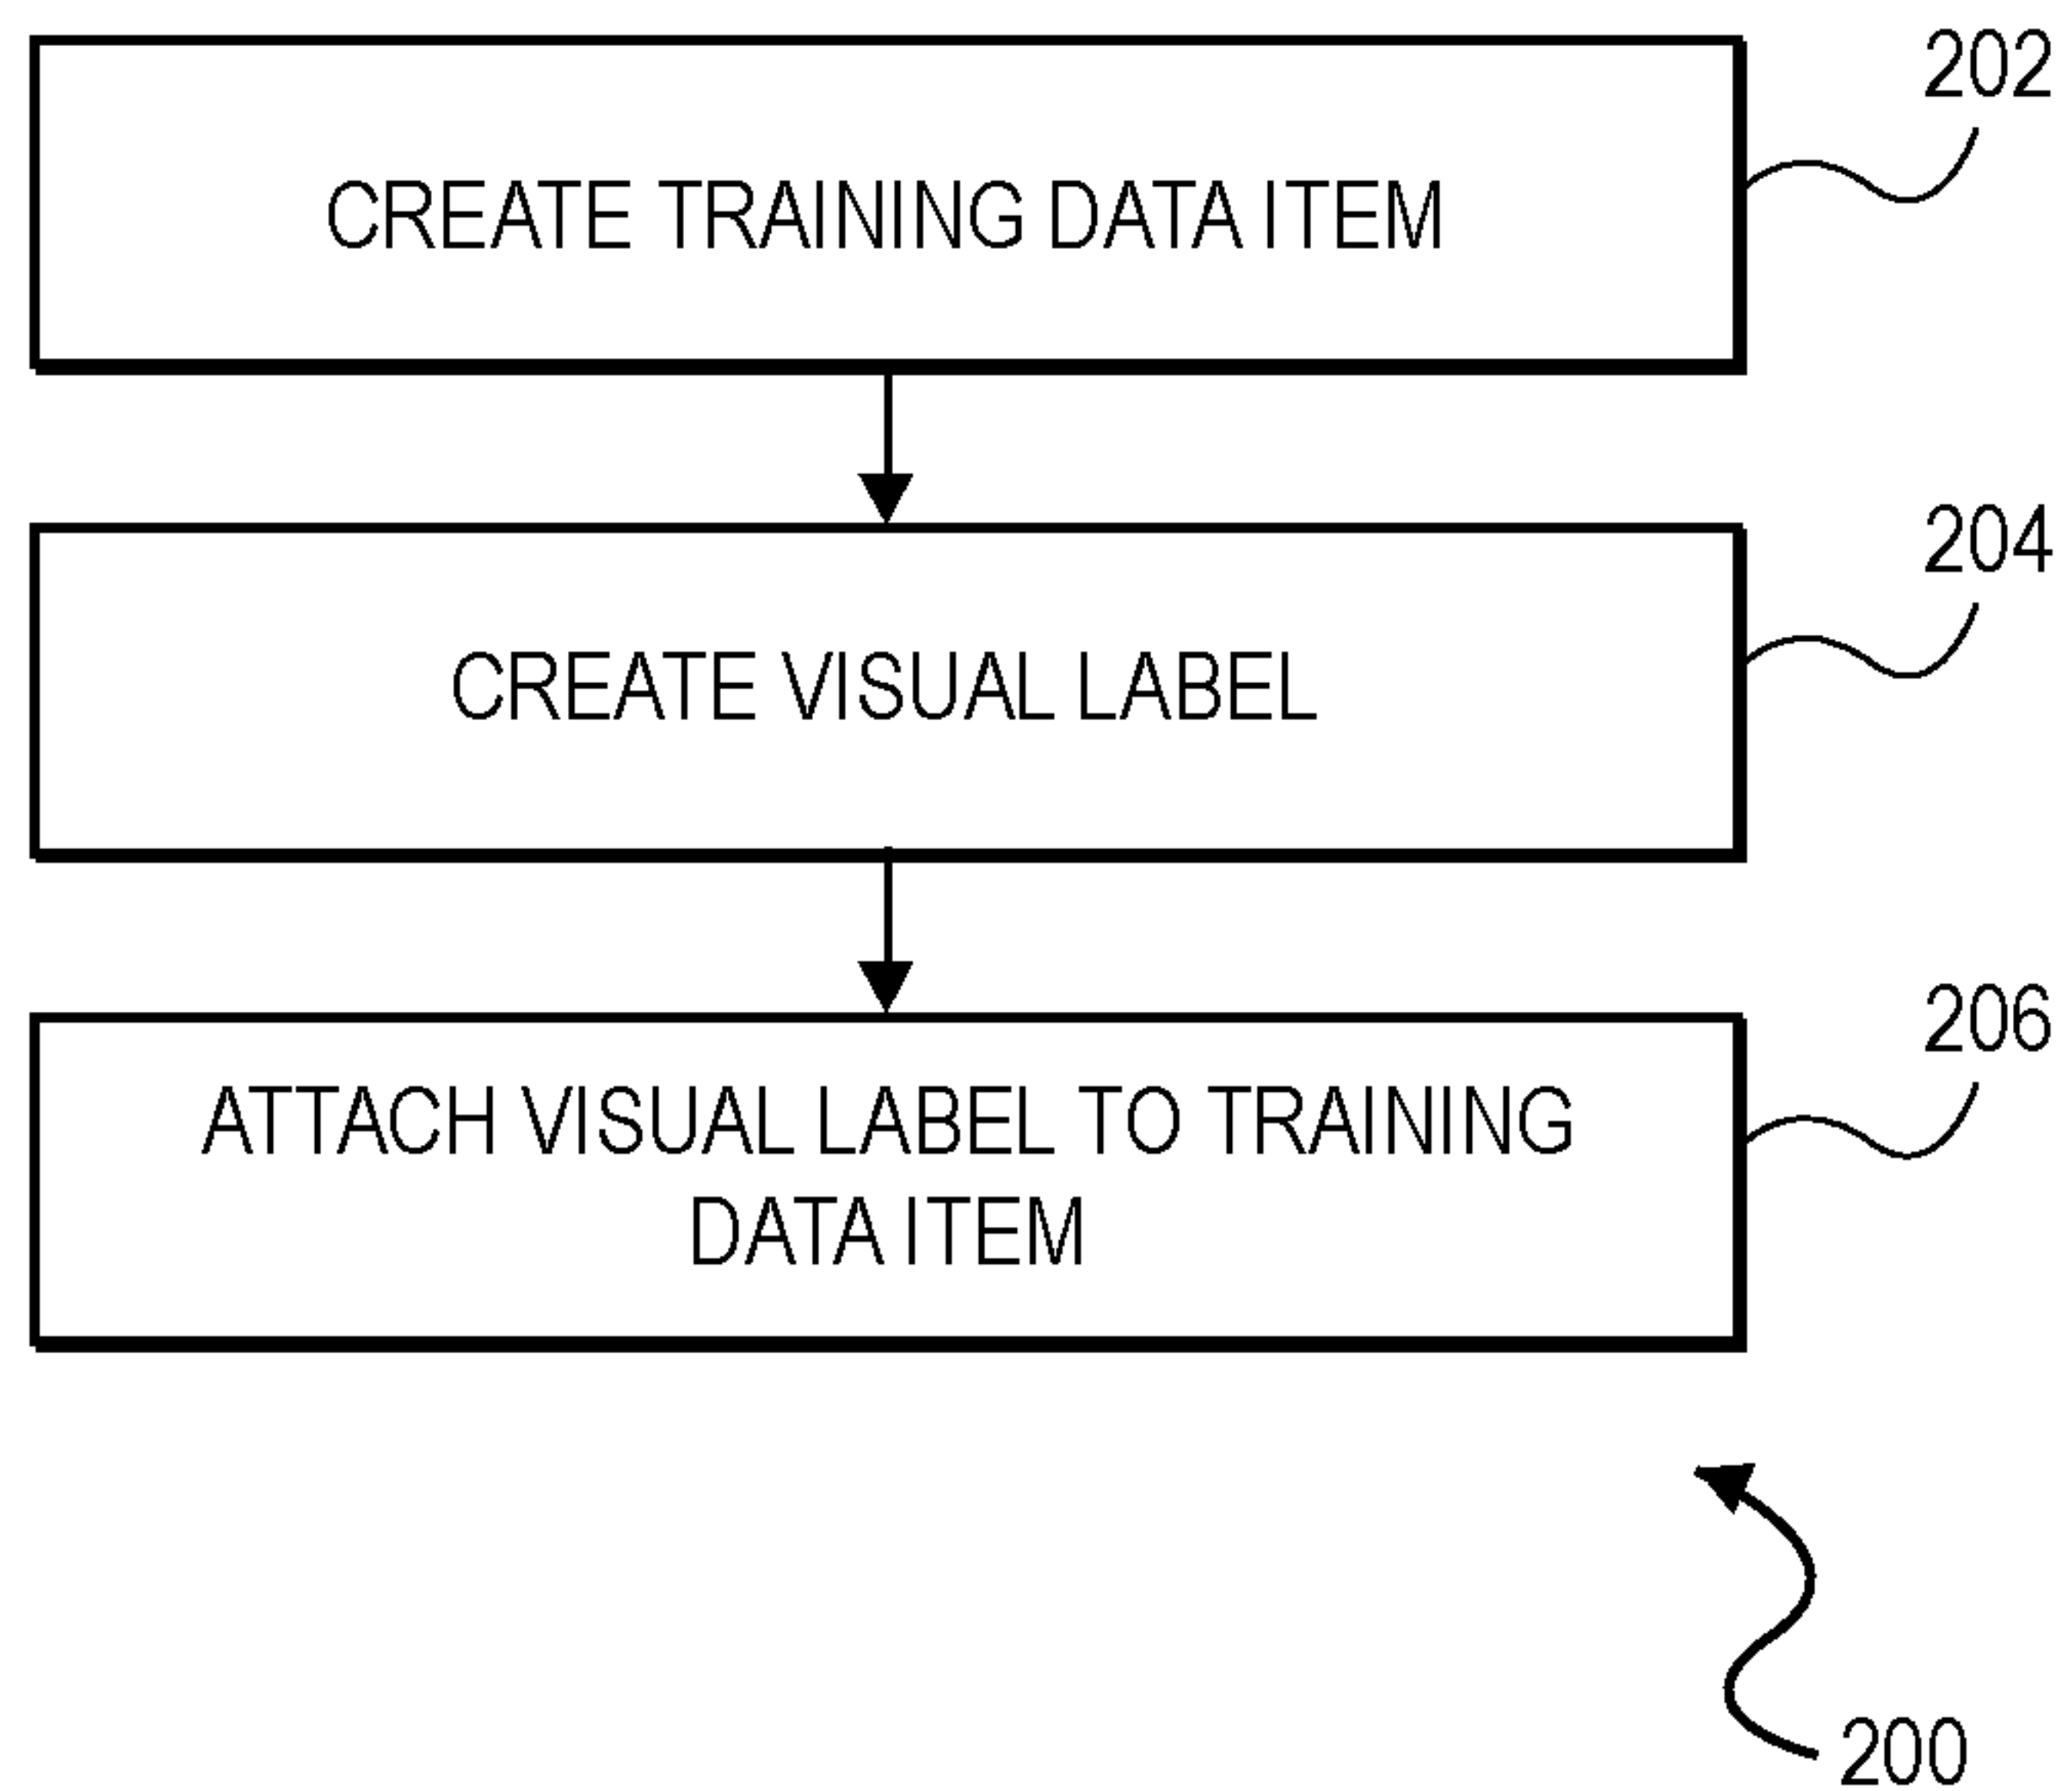 202
CREATE TRAINING DATA ITEM
204
CREATE VISUAL LABEL
206
ATTACH VISUAL LABEL TO TRAINING
DATA ITEM
200